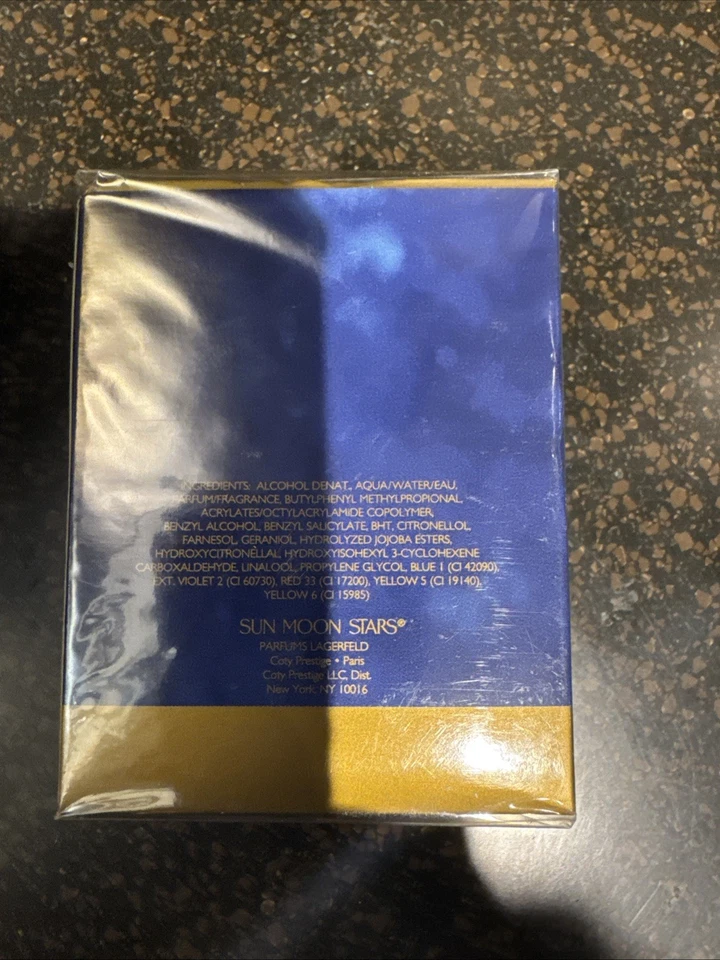 INGREDIENTS: ALCOHOL DENAT., AQUA/WATER/EAU,
PARFUM/FRAGRANCE, BUTYLPHENYL METHYLPROPIONAL,
ACRYLATES/OCTYLACRYLAMIDE COPOLYMER,
BENZYL ALCOHOL, BENZYL SALICYLATE, BHT, CITRONELLOL,
FARNESOL, GERANIOL, HYDROLYZED JOJOBA ESTERS,
HYDROXYCITRONELLAL, HYDROXYISOHEXYL 3-CYCLOHEXENE
CARBOXALDEHYDE, LINALOOL, PROPYLENE GLYCOL, BLUE 1 (CI 42090),
EXT. VIOLET 2 (CI 60730), RED 33 (CI 17200), YELLOW 5 (CI 19140),
YELLOW 6 (CI 15985)
SUN MOON STARS®
PARFUMS LAGERFELD
Coty Prestige • Paris
Coty Prestige LLC, Dist.
New York, NY 10016